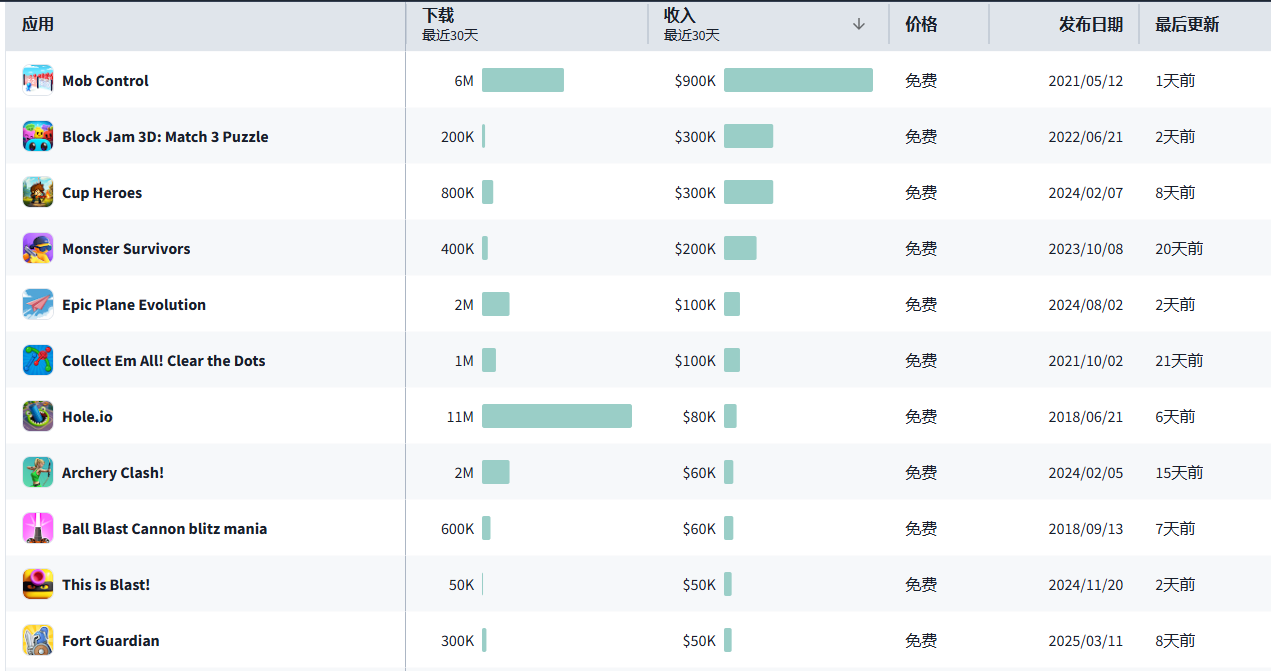 应用 下载 收入 价格 发布日期 最后更新
最近30天 最近30天
Mob Control 6M $900K 免费 2021/05/12 1天前
Block Jam 3D: Match 3 Puzzle 200K $300K 免费 2022/06/21 2天前
Cup Heroes 800K $300K 免费 2024/02/07 8天前
Monster Survivors 400K $200K 免费 2023/10/08 20天前
Epic Plane Evolution 2M $100K 免费 2024/08/02 2天前
Collect Em All! Clear the Dots 1M $100K 免费 2021/10/02 21天前
Hole.io 11M $80K 免费 2018/06/21 6天前
Archery Clash! 2M $60K 免费 2024/02/05 15天前
Ball Blast Cannon blitz mania 600K $60K 免费 2018/09/13 7天前
This is Blast! 50K $50K 免费 2024/11/20 2天前
Fort Guardian 300K $50K 免费 2025/03/11 8天前